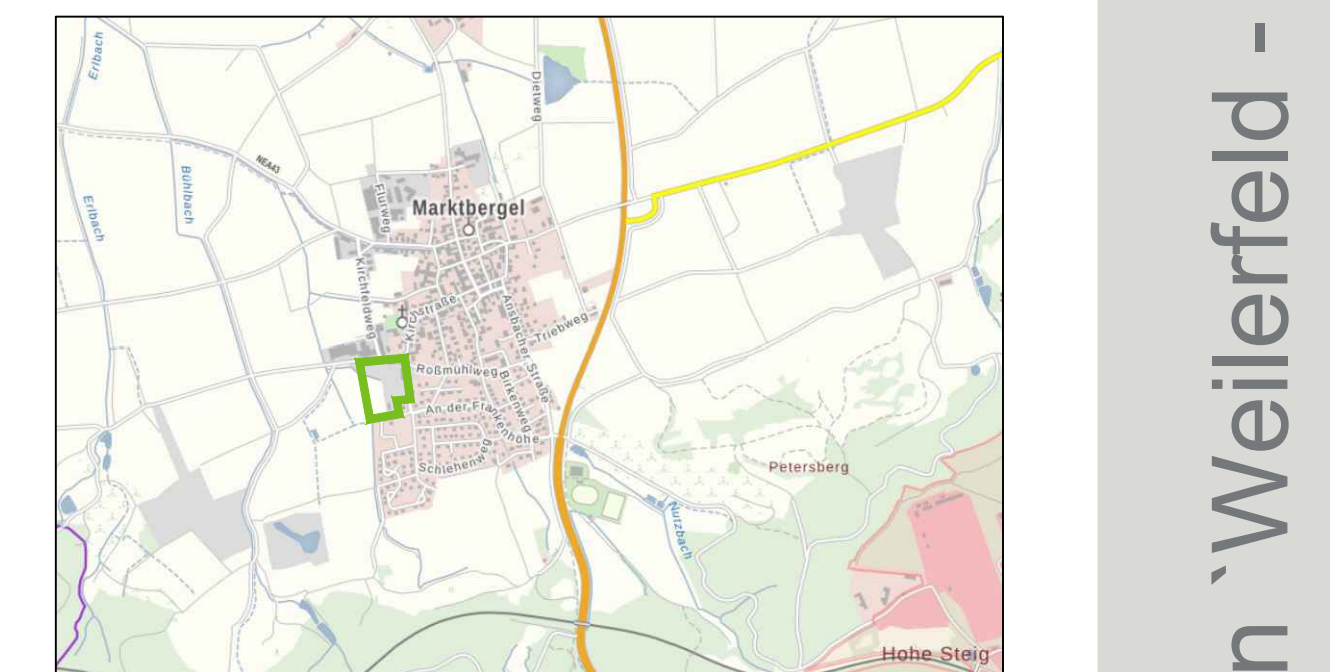 Erlbach
Dietweg
NEA43
Bühlbach
Flurweg
Erlbach
Marktbergel
Kirchfeldweg
Kirchstraße
Ansbacher Straße
Triebweg
Roßmühlweg
Birkenweg
An der Frankenhöhe
Schlehenweg
Petersberg
Nutzbach
Hohe Steig
n `Weilerfeld -